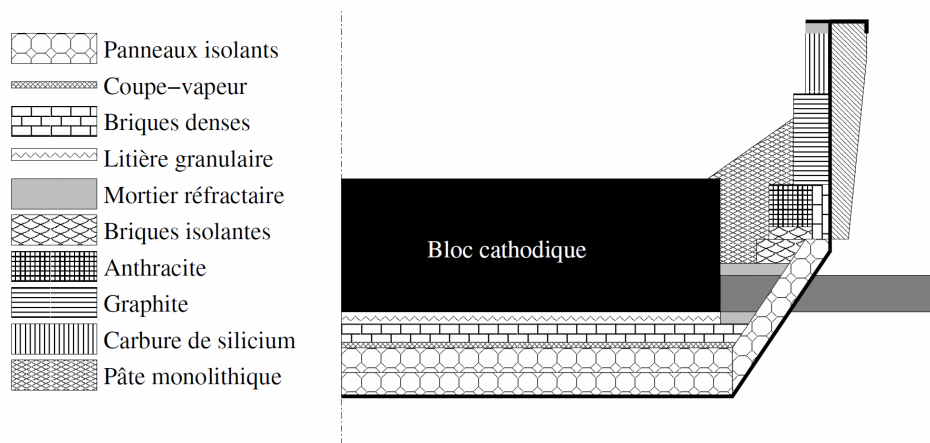 Panneaux isolants
Coupe−vapeur
Briques denses
Litière granulaire
Mortier réfractaire
Briques isolantes
Anthracite
Graphite
Carbure de silicium
Pâte monolithique
Bloc cathodique